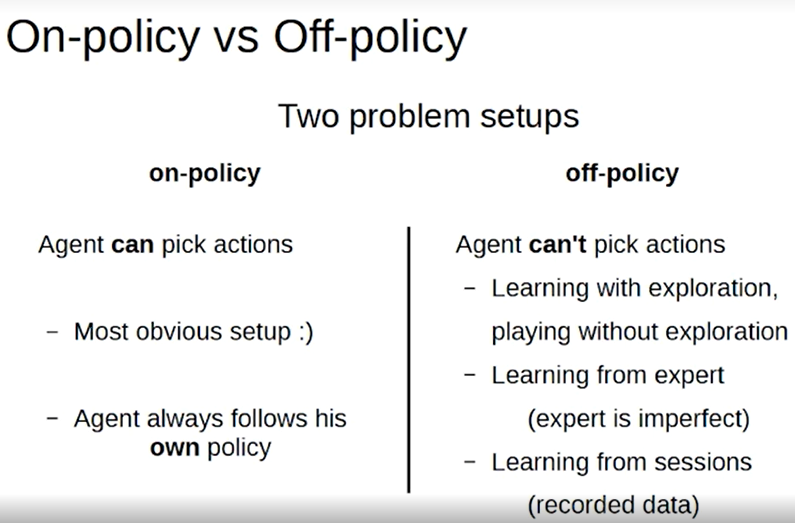 On-policy vs Off-policy
Two problem setups
on-policy
Agent can pick actions
– Most obvious setup :)
– Agent always follows his
own policy
off-policy
Agent can't pick actions
– Learning with exploration,
playing without exploration
– Learning from expert
(expert is imperfect)
– Learning from sessions
(recorded data)